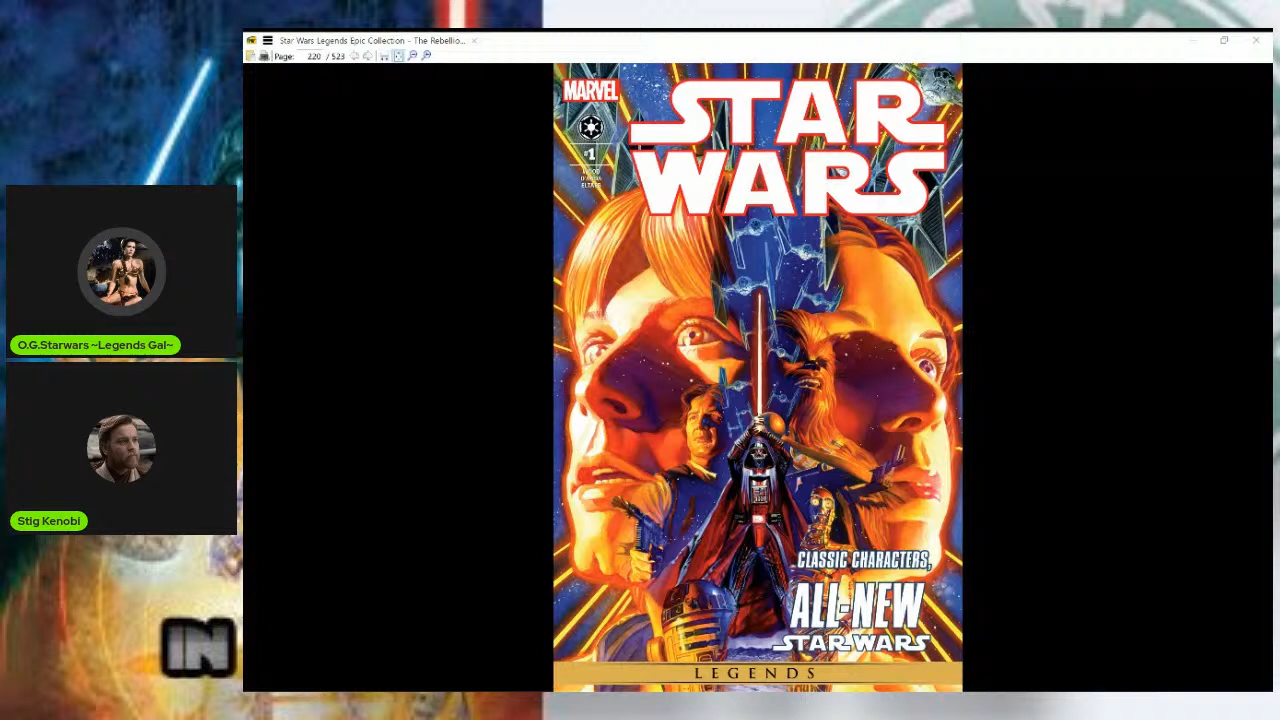 Star Wars Legends Epic Collection - The Rebellio...
Page: 220 / 523
MARVEL
STAR
WARS
#1
O.G.Starwars ~Legends Gal~
Stig Kenobi
CLASSIC CHARACTERS,
ALL-NEW
STAR WARS
LEGENDS
IN